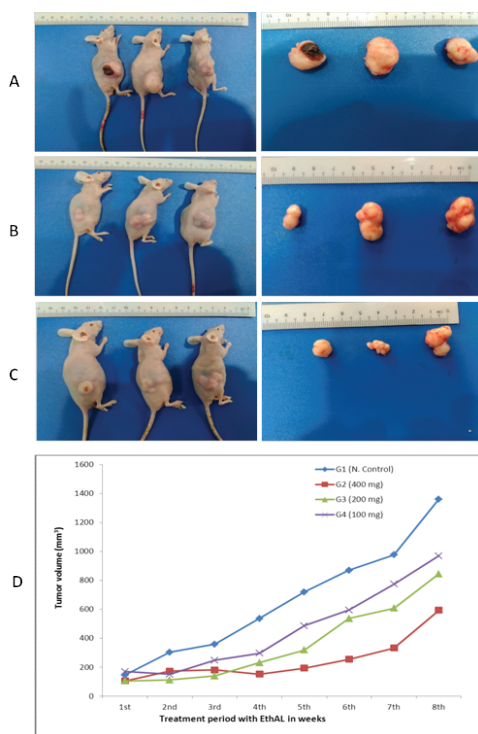 A
B
C
D
1600
1400
1200
1000
800
600
400
200
0
Tumor volume (mm³)
G1 (N. Control)
G2 (400 mg)
G3 (200 mg)
G4 (100 mg)
1st 2nd 3rd 4th 5th 6th 7th 8th
Treatment period with EthAL in weeks